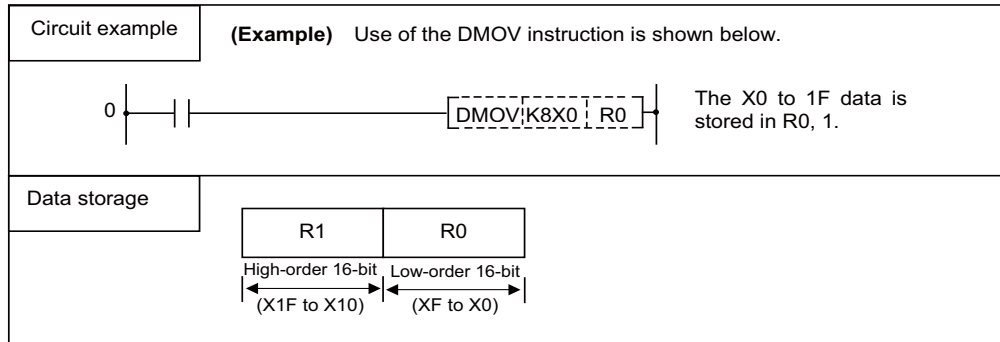 Circuit example
(Example) Use of the DMOV instruction is shown below.
0
DMOV K8X0 R0
The X0 to 1F data is
stored in R0, 1.
Data storage
R1 R0
High-order 16-bit Low-order 16-bit
(X1F to X10) (XF to X0)